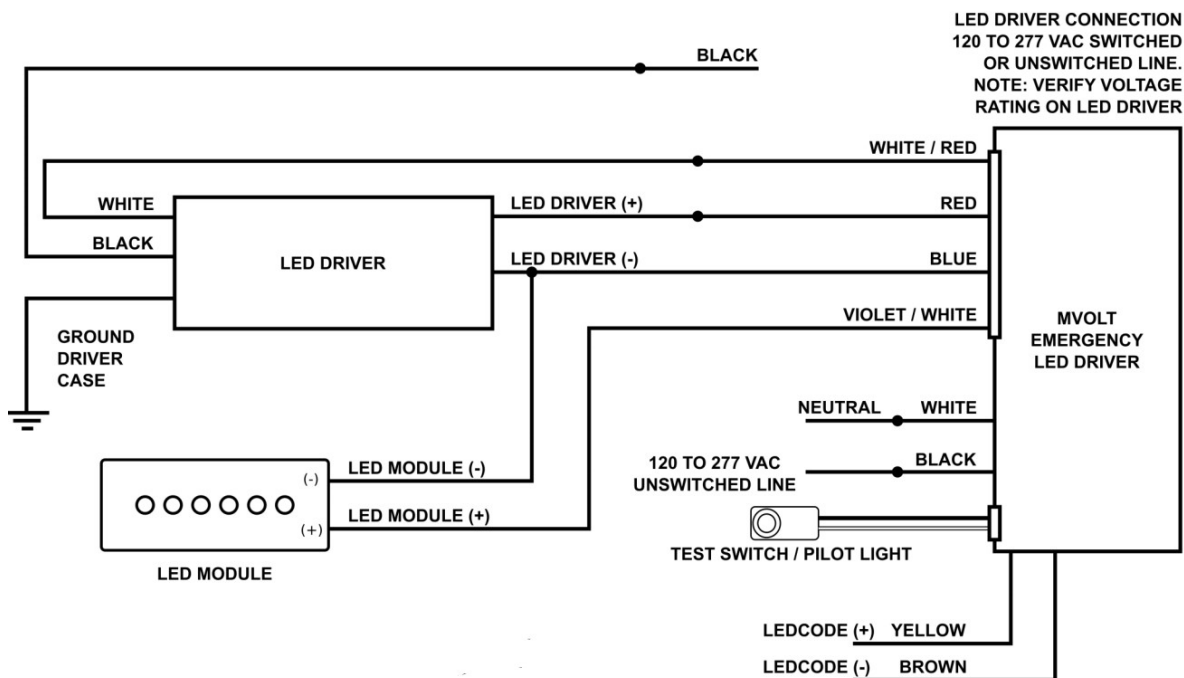 LED DRIVER CONNECTION
120 TO 277 VAC SWITCHED
OR UNSWITCHED LINE.
NOTE: VERIFY VOLTAGE
RATING ON LED DRIVER
BLACK
WHITE / RED
WHITE
LED DRIVER (+)
RED
BLACK
LED DRIVER
LED DRIVER (-)
BLUE
VIOLET / WHITE
MVOLT
EMERGENCY
LED DRIVER
GROUND
DRIVER
CASE
NEUTRAL
WHITE
120 TO 277 VAC
UNSWITCHED LINE
BLACK
LED MODULE (-)
(-)
LED MODULE (+)
(+)
LED MODULE
TEST SWITCH / PILOT LIGHT
LEDCODE (+) YELLOW
LEDCODE (-) BROWN